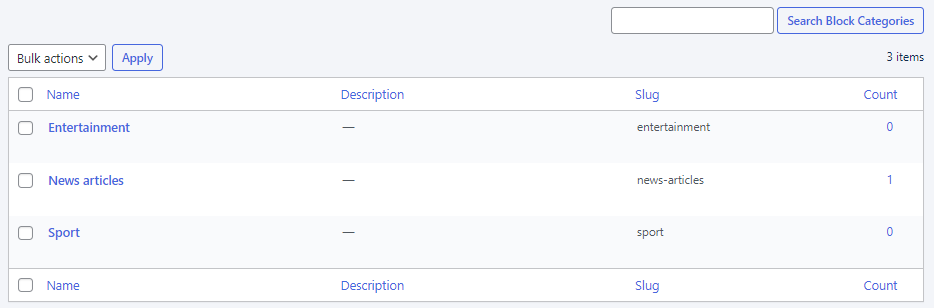 Search Block Categories
Bulk actions Apply 3 items
Name Description Slug Count
Entertainment — entertainment 0
News articles — news-articles 1
Sport — sport 0
Name Description Slug Count